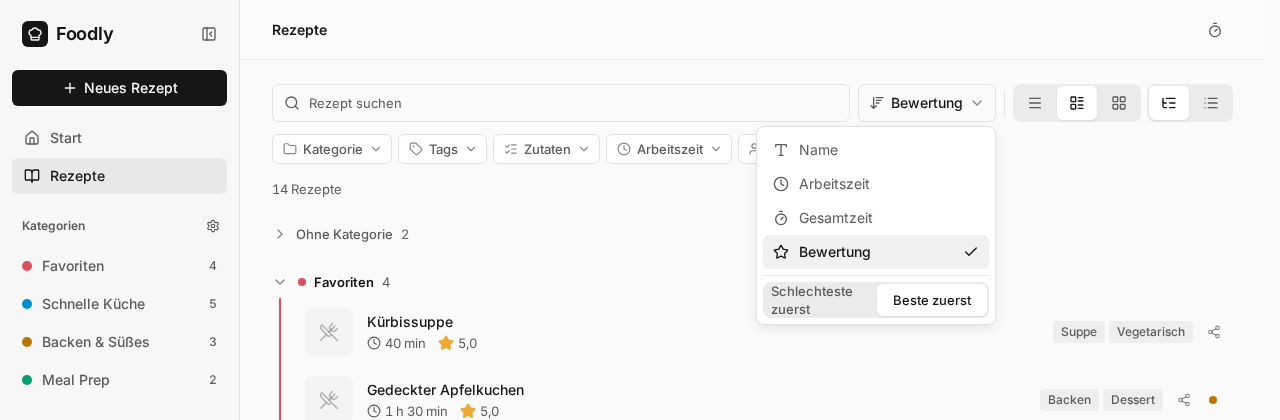 Foodly
Neues Rezept
Start
Rezepte
Kategorien
Favoriten 4
Schnelle Küche 5
Backen & Süßes 3
Meal Prep 2
Rezepte
Rezept suchen
Bewertung
Kategorie
Tags
Zutaten
Arbeitszeit
Name
Arbeitszeit
Gesamtzeit
Bewertung
Schlechteste
zuerst
Beste zuerst
14 Rezepte
Ohne Kategorie 2
Favoriten 4
Kürbissuppe
40 min 5,0
Suppe Vegetarisch
Gedeckter Apfelkuchen
1 h 30 min 5,0
Backen Dessert